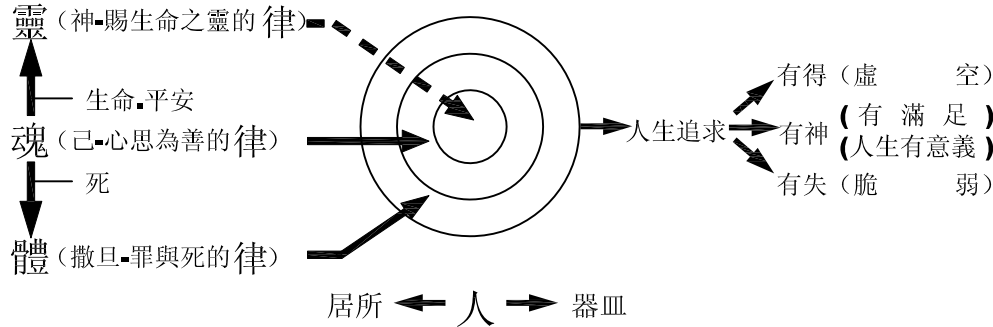 靈（神-賜生命之靈的律）
生命-平安
魂（己-心思為善的律）
死
體（撒旦-罪與死的律）
人生追求
有得（虛 空）
有神（有 滿 足）
（人生有意義）
有失（脆 弱）
居所 人 器皿